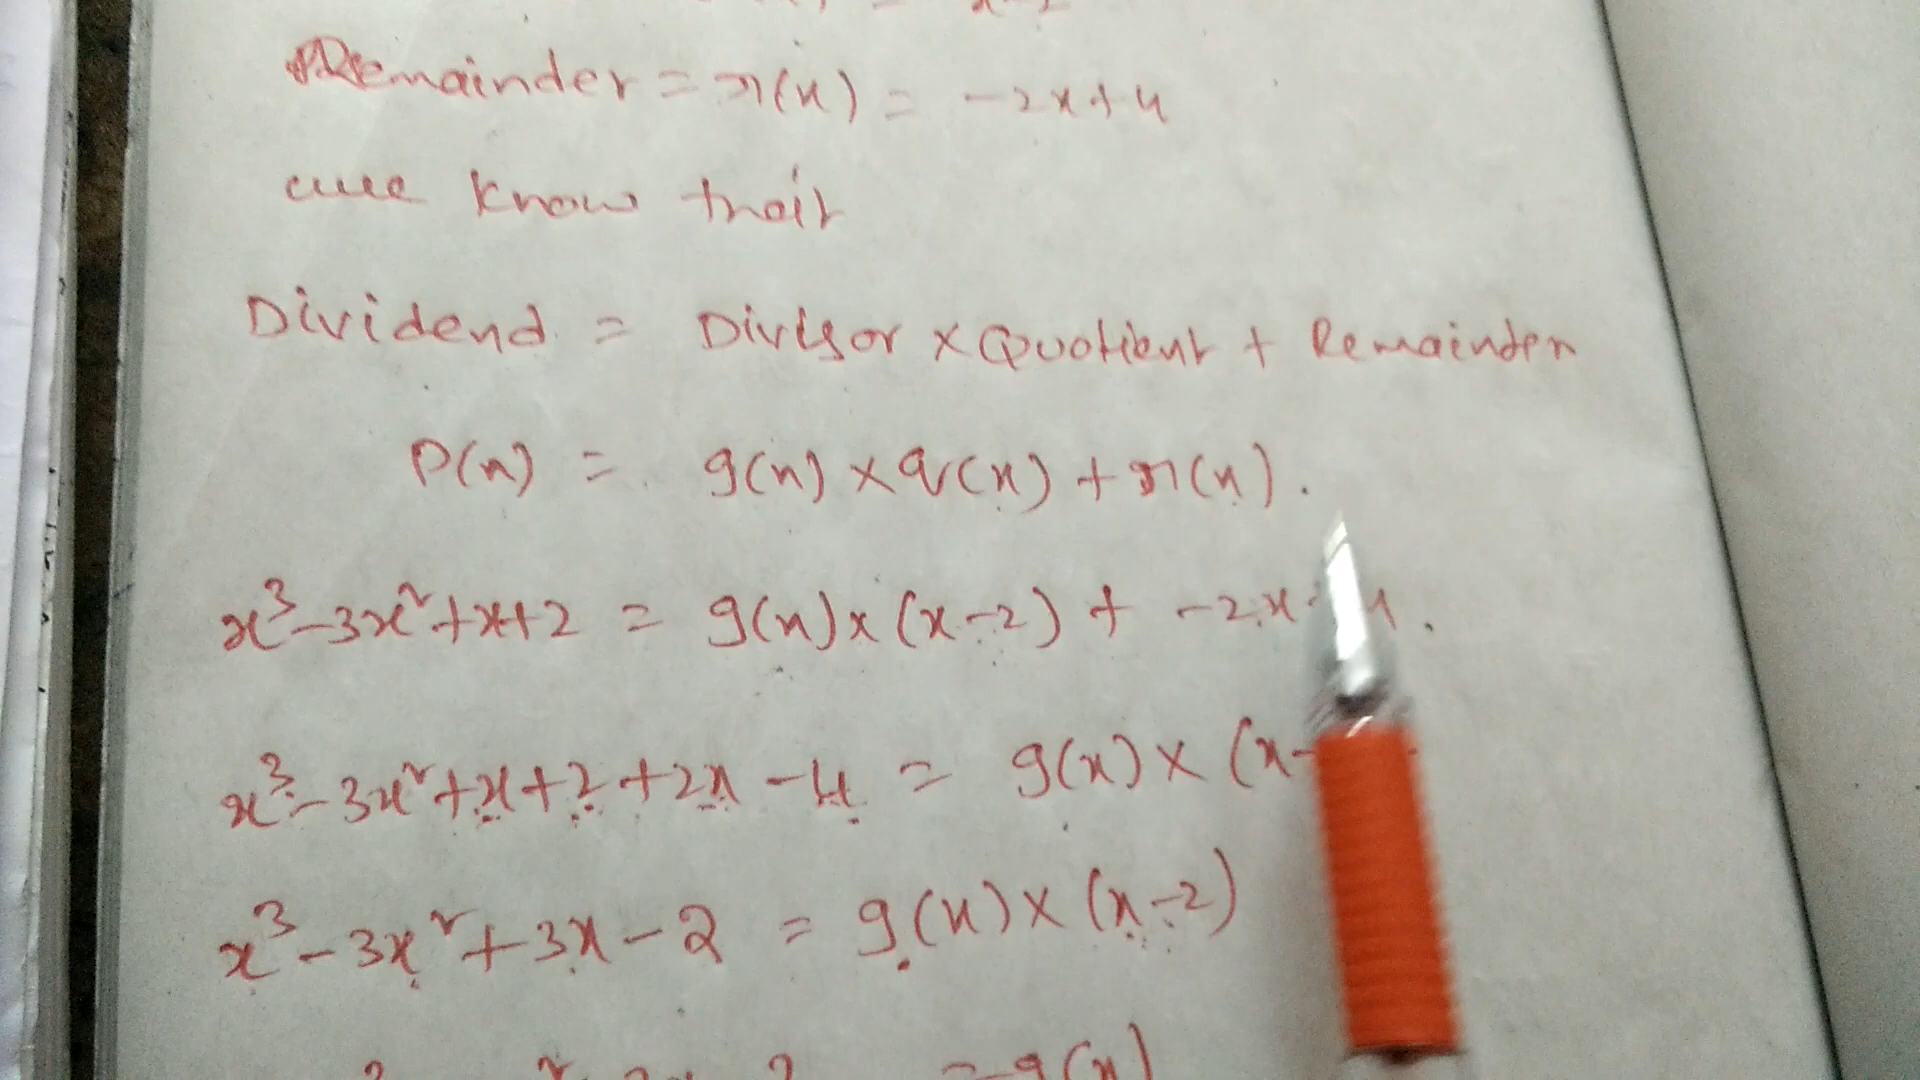 Remainder = r(x) = -2x+4
we know that
Dividend = Divisor × Quotient + Remainder
P(x) = g(x) × q(x) + r(x).
x³-3x²+x+2 = g(x) × (x-2) + -2x+4.
x³-3x²+x+2+2x-4 = g(x) × (x-
x³-3x²+3x-2 = g(x) × (x-2)
= g(x)